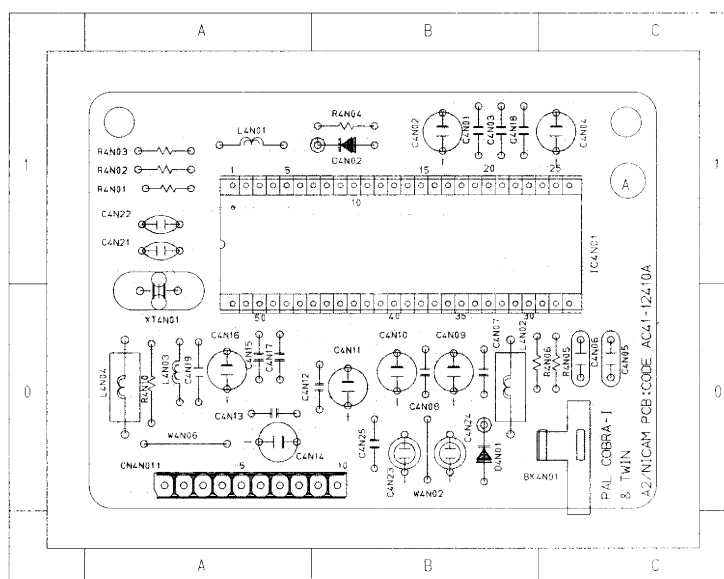 A B C
R4N04
L4N01
C4N02
C4N01
C4N03
C4N18
C4N04
R4N03
D4N02
R4N02
R4N01
1 5 10 15 20 25
1
1
A
C4N22
C4N21
IC4N01
XT4N01
50 40 35 30
C4N16
C4N15
C4N17
C4N11
C4N10
C4N09
C4N07
L4N02
L4N04
R4N10
L4N03
C4N19
C4N12
R4N06
R4N05
C4N06
C4N05
0
0
C4N13
C4N08
W4N06
C4N14
C4N25
C4N24
CN4N01
1 5 10
C4N23
W4N02
D4N01
BK4N01
PAL COBRA-I
& TWIN
A2/NICAM PCB:CODE AC41-12410A
A B C